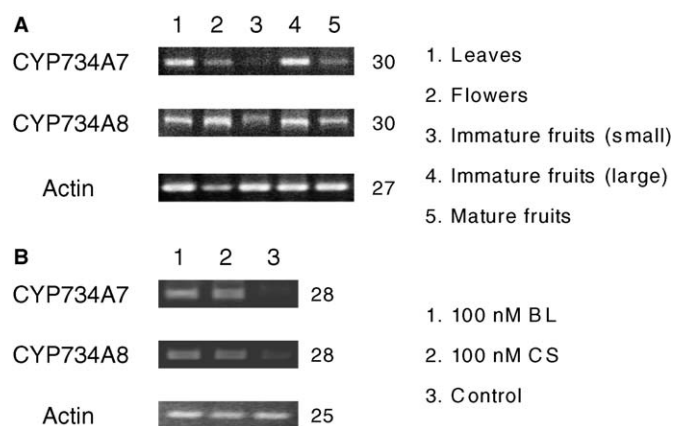 A 1 2 3 4 5
CYP734A7 30
CYP734A8 30
Actin 27
1. Leaves
2. Flowers
3. Immature fruits (small)
4. Immature fruits (large)
5. Mature fruits
B 1 2 3
CYP734A7 28
CYP734A8 28
Actin 25
1. 100 nM BL
2. 100 nM CS
3. Control